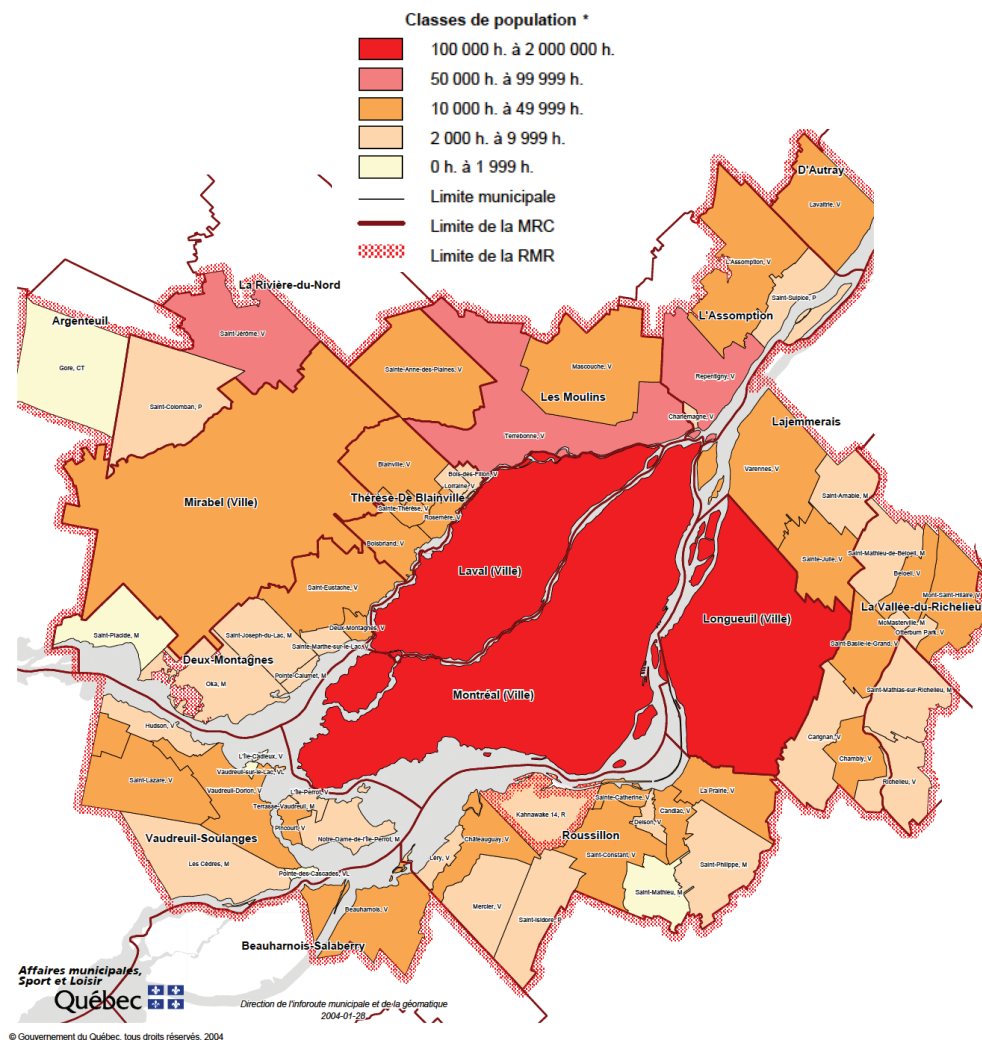 Classes de population *
100 000 h. à 2 000 000 h.
50 000 h. à 99 999 h.
10 000 h. à 49 999 h.
2 000 h. à 9 999 h.
0 h. à 1 999 h.
Limite municipale
Limite de la MRC
Limite de la RMR
D'Autray
Lavaltrie, V
L'Assomption, V
La Rivière-du-Nord
Saint-Sulpice, P
Argenteuil
L'Assomption
Saint-Jérôme, V
Gore, CT
Sainte-Anne-des-Plaines, V
Mascouche, V
Repentigny, V
Les Moulins
Saint-Colomban, P
Charlemagne, V
Lajemmerais
Terrebonne, V
Blainville, V
Varennes, V
Bois-des-Filion, V
Lorraine, V
Thérèse-De Blainville
Saint-Amable, M
Mirabel (Ville)
Sainte-Thérèse, V
Rosemère, V
Boisbriand, V
Saint-Mathieu-de-Beloeil, M
Sainte-Julie, V
Laval (Ville)
Beloeil, V
Saint-Eustache, V
Mont-Saint-Hilaire, V
La Vallée-du-Richelieu
Longueuil (Ville)
McMasterville, M
Deux-Montagnes, V
Otterburn Park, V
Saint-Placide, M
Saint-Joseph-du-Lac, M
Saint-Basile-le-Grand, V
Sainte-Marthe-sur-le-Lac, V
Deux-Montagnes
Pointe-Calumet, M
Oka, M
Saint-Mathias-sur-Richelieu, M
Montréal (Ville)
Hudson, V
Carignan, V
L'Île-Cadieux, V
Chambly, V
Vaudreuil-sur-le-Lac, VL
Saint-Lazare, V
Richelieu, V
Vaudreuil-Dorion, V
L'Île-Perrot, V
La Prairie, V
Sainte-Catherine, V
Terrasse-Vaudreuil, M
Candiac, V
Kahnawake 14, R
Delson, V
Pincourt, V
Roussillon
Vaudreuil-Soulanges
Notre-Dame-de-l'Île-Perrot, M
Châteauguay, V
Saint-Constant, V
Léry, V
Les Cèdres, M
Saint-Philippe, M
Pointe-des-Cascades, VL
Saint-Mathieu, M
Mercier, V
Beauharnois, V
Saint-Isidore, P
Beauharnois-Salaberry
Affaires municipales,
Sport et Loisir
Québec
Direction de l'inforoute municipale et de la géomatique
2004-01-28
© Gouvernement du Québec, tous droits réservés, 2004